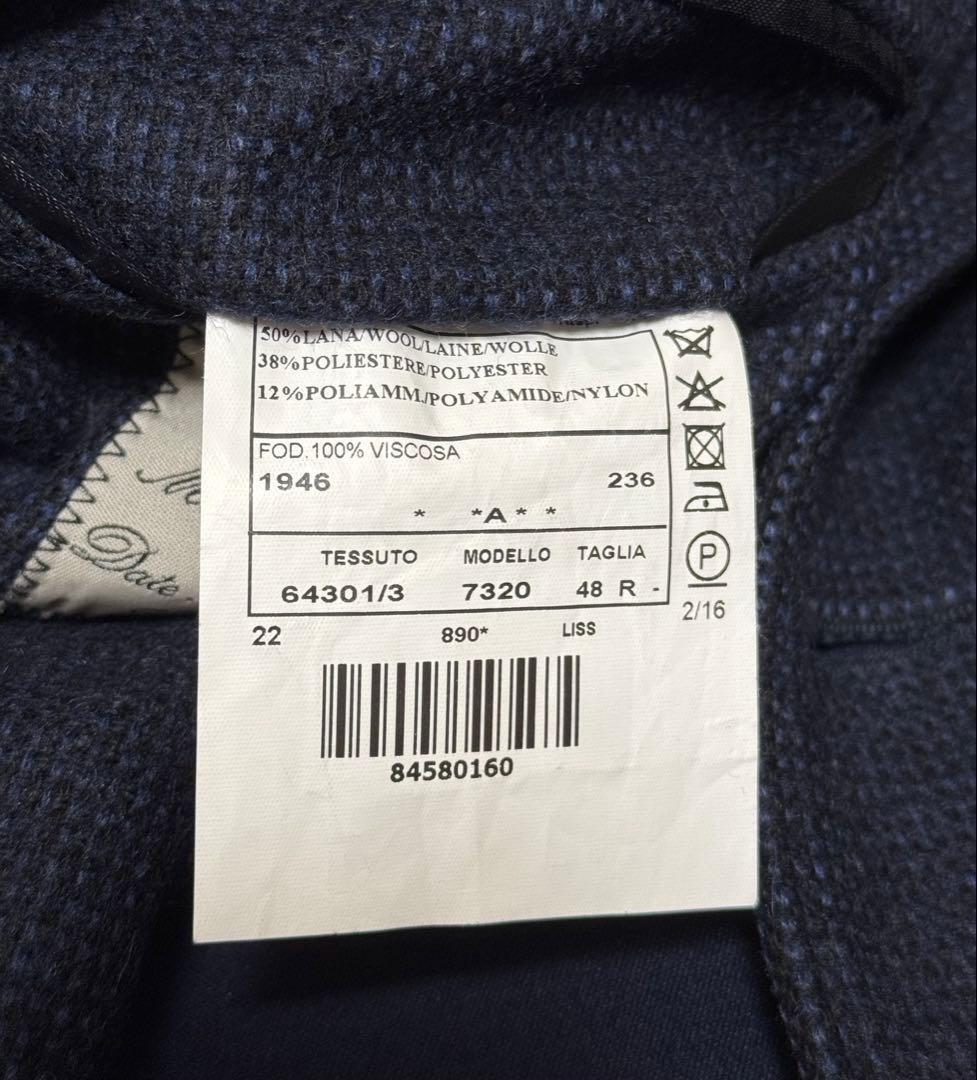 50%LANA/WOOL/LAINE/WOLLE
38%POLIESTERE/POLYESTER
12%POLIAMM./POLYAMIDE/NYLON
FOD.100% VISCOSA
1946 236
* *A* *
TESSUTO MODELLO TAGLIA
64301/3 7320 48 R -
P
2/16
22 890* LISS
84580160
Date